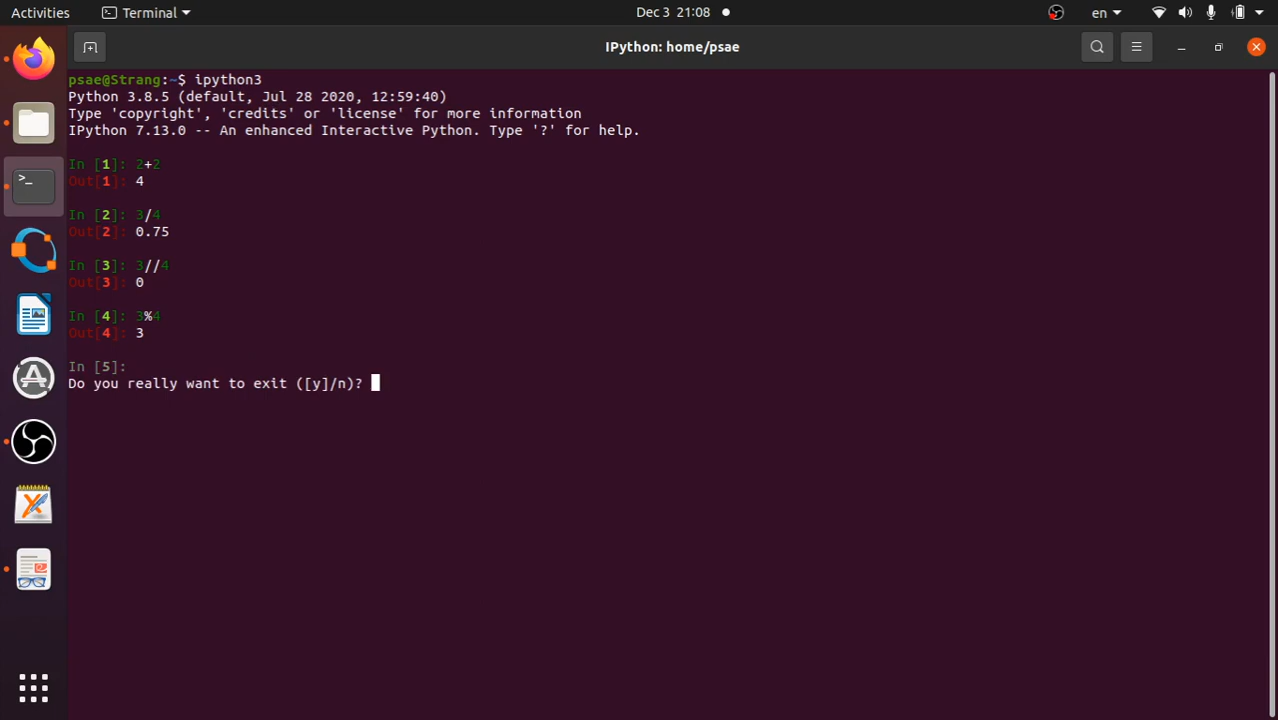 Activities
Terminal
Dec 3 21:08
en
IPython: home/psae
psae@Strang:~$ ipython3
Python 3.8.5 (default, Jul 28 2020, 12:59:40)
Type 'copyright', 'credits' or 'license' for more information
IPython 7.13.0 -- An enhanced Interactive Python. Type '?' for help.
In [1]: 2+2
Out[1]: 4
In [2]: 3/4
Out[2]: 0.75
In [3]: 3//4
Out[3]: 0
In [4]: 3%4
Out[4]: 3
In [5]:
Do you really want to exit ([y]/n)?